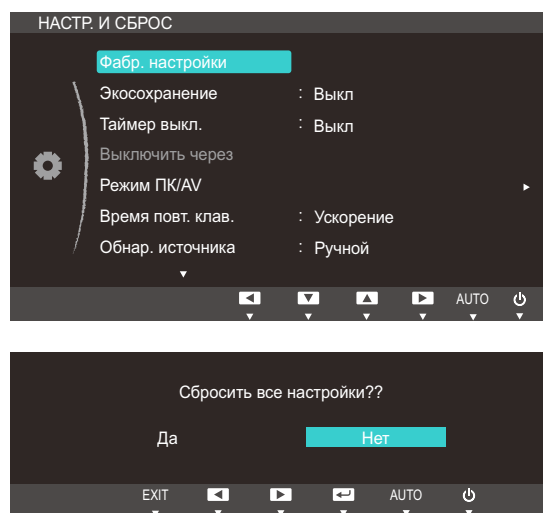 НАСТР. И СБРОС
Фабр. настройки
Экосохранение : Выкл
Таймер выкл. : Выкл
Выключить через
Режим ПК/AV
Время повт. клав. : Ускорение
Обнар. источника : Ручной
AUTO
Сбросить все настройки??
Да Нет
EXIT AUTO